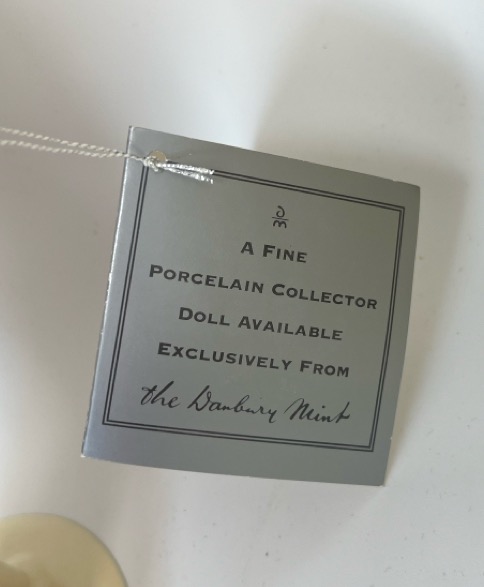 A FINE
PORCELAIN COLLECTOR
DOLL AVAILABLE
EXCLUSIVELY FROM
the Danbury Mint